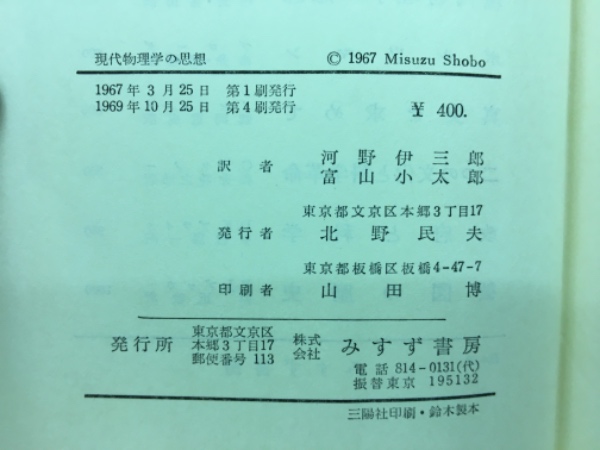 現代物理学の思想 © 1967 Misuzu Shobo
1967年3月25日 第1刷発行
1969年10月25日 第4刷発行
¥ 400.
訳者 河野伊三郎
富山小太郎
東京都文京区本郷3丁目17
発行者 北野民夫
東京都板橋区板橋4-47-7
印刷者 山田博
発行所 東京都文京区本郷3丁目17 郵便番号 113 株式会社 みすず書房
電話 814-0131(代)
振替東京 195132
三陽社印刷・鈴木製本